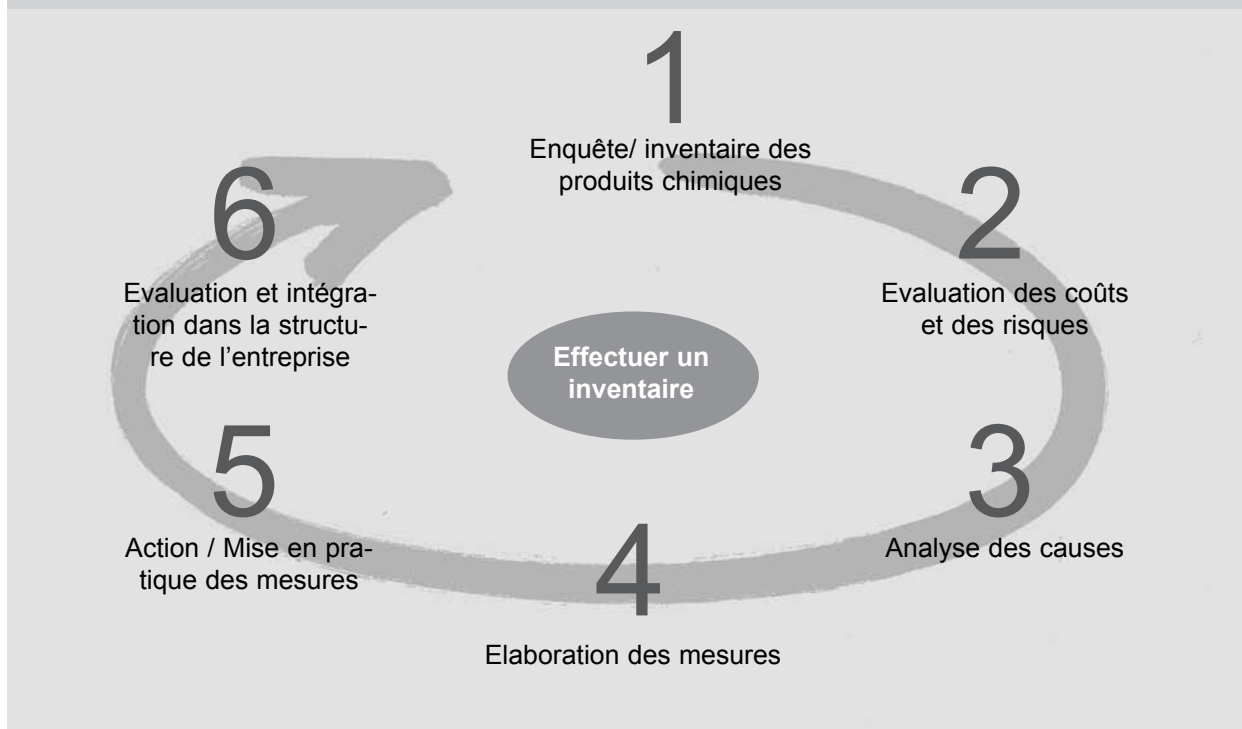 1
Enquête/ inventaire des
produits chimiques
2
Evaluation des coûts
et des risques
3
Analyse des causes
4
Elaboration des mesures
5
Action / Mise en pra-
tique des mesures
6
Evaluation et intégra-
tion dans la structu-
re de l’entreprise
Effectuer un
inventaire